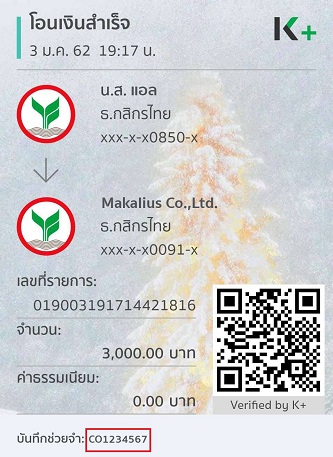 โอนเงินสำเร็จ
3 ม.ค. 62 19:17 น.
K+
น.ส. แอล
ธ.กสิกรไทย
xxx-x-x0850-x
Makalius Co.,Ltd.
ธ.กสิกรไทย
xxx-x-x0091-x
เลขที่รายการ:
019003191714421816
จำนวน:
3,000.00 บาท
ค่าธรรมเนียม:
0.00 บาท
Verified by K+
บันทึกช่วยจำ: CO1234567